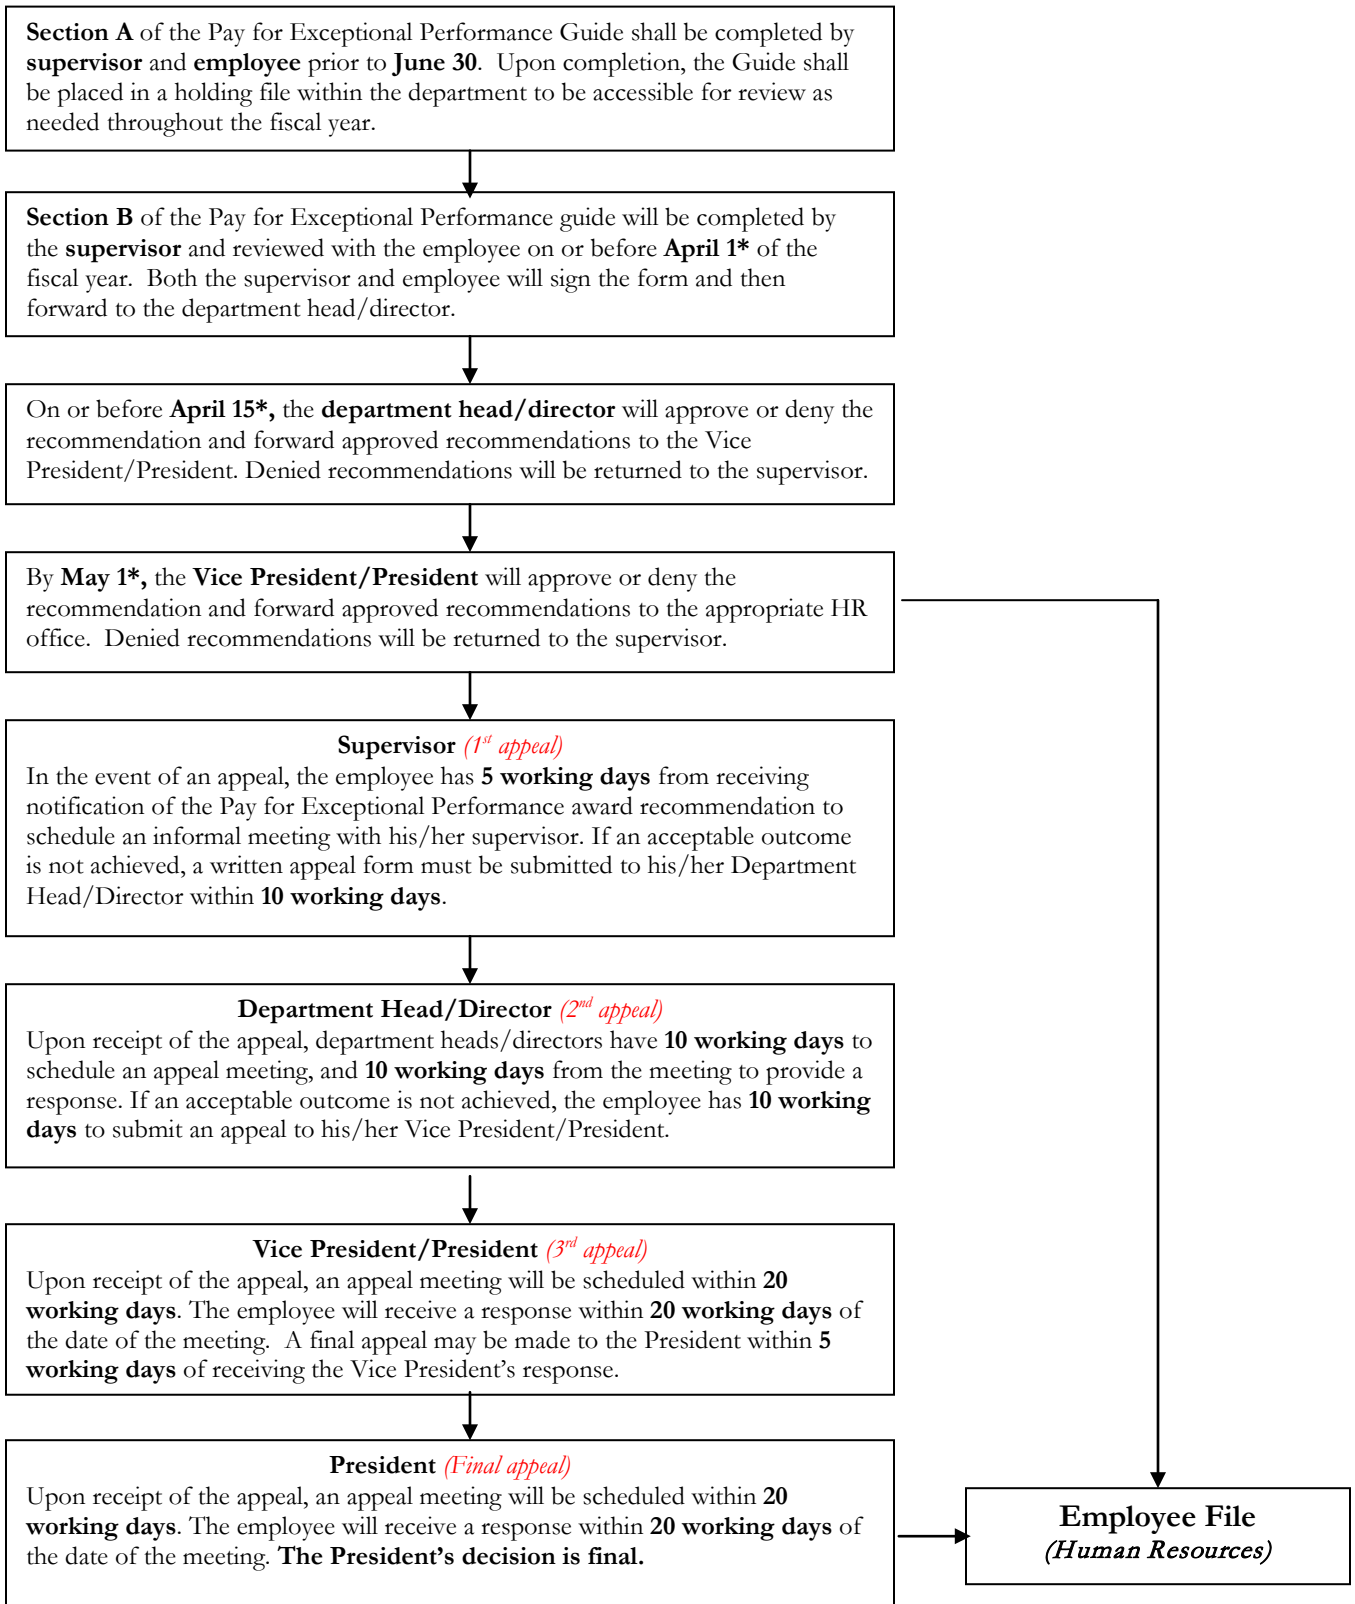 Section A of the Pay for Exceptional Performance Guide shall be completed by
supervisor and employee prior to June 30.  Upon completion, the Guide shall
be placed in a holding file within the department to be accessible for review as
needed throughout the fiscal year.
Section B of the Pay for Exceptional Performance guide will be completed by
the supervisor and reviewed with the employee on or before April 1* of the
fiscal year.  Both the supervisor and employee will sign the form and then
forward to the department head/director.
On or before April 15*, the department head/director will approve or deny the
recommendation and forward approved recommendations to the Vice
President/President. Denied recommendations will be returned to the supervisor.
By May 1*, the Vice President/President will approve or deny the
recommendation and forward approved recommendations to the appropriate HR
office.  Denied recommendations will be returned to the supervisor.
Supervisor (1st appeal)
In the event of an appeal, the employee has 5 working days from receiving
notification of the Pay for Exceptional Performance award recommendation to
schedule an informal meeting with his/her supervisor. If an acceptable outcome
is not achieved, a written appeal form must be submitted to his/her Department
Head/Director within 10 working days.
Department Head/Director (2nd appeal)
Upon receipt of the appeal, department heads/directors have 10 working days to
schedule an appeal meeting, and 10 working days from the meeting to provide a
response. If an acceptable outcome is not achieved, the employee has 10 working
days to submit an appeal to his/her Vice President/President.
Vice President/President (3rd appeal)
Upon receipt of the appeal, an appeal meeting will be scheduled within 20
working days. The employee will receive a response within 20 working days of
the date of the meeting.  A final appeal may be made to the President within 5
working days of receiving the Vice President’s response.
President (Final appeal)
Upon receipt of the appeal, an appeal meeting will be scheduled within 20
working days. The employee will receive a response within 20 working days of
the date of the meeting. The President’s decision is final.
Employee File
(Human Resources)